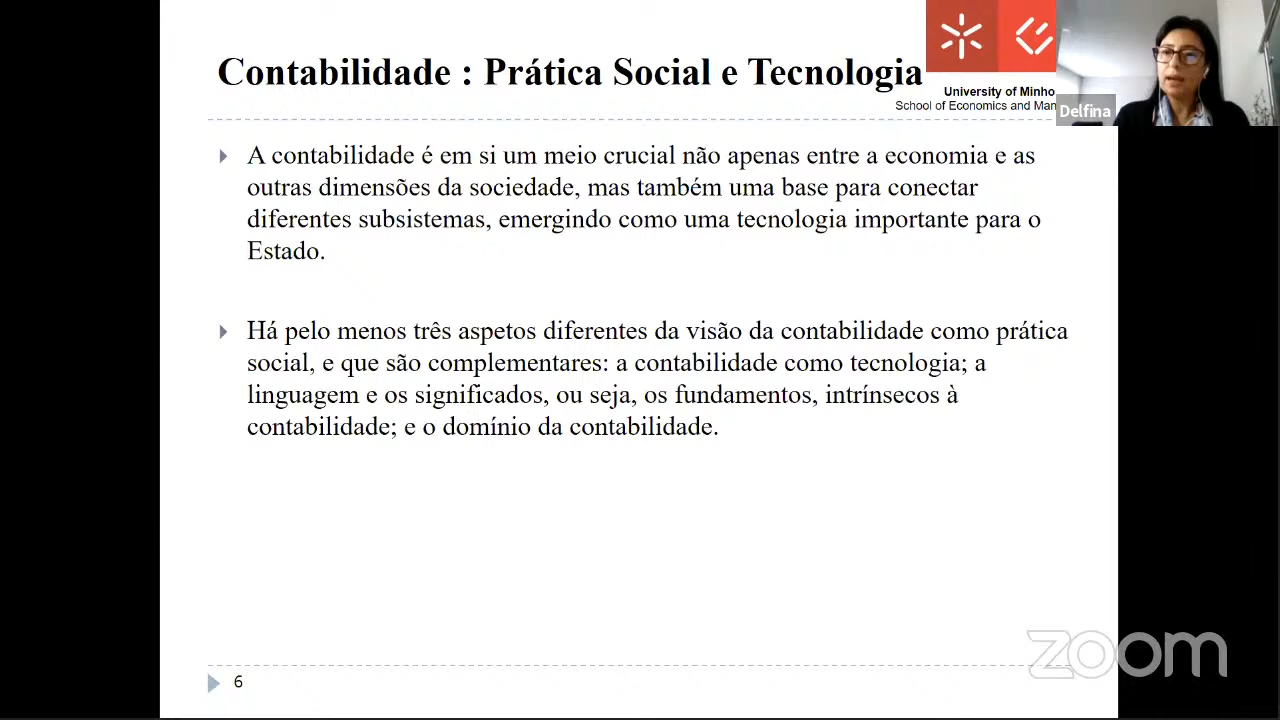 Contabilidade : Prática Social e Tecnologia
University of Minho
School of Economics and Man
Delfina
A contabilidade é em si um meio crucial não apenas entre a economia e as
outras dimensões da sociedade, mas também uma base para conectar
diferentes subsistemas, emergindo como uma tecnologia importante para o
Estado.
Há pelo menos três aspetos diferentes da visão da contabilidade como prática
social, e que são complementares: a contabilidade como tecnologia; a
linguagem e os significados, ou seja, os fundamentos, intrínsecos à
contabilidade; e o domínio da contabilidade.
zoom
6